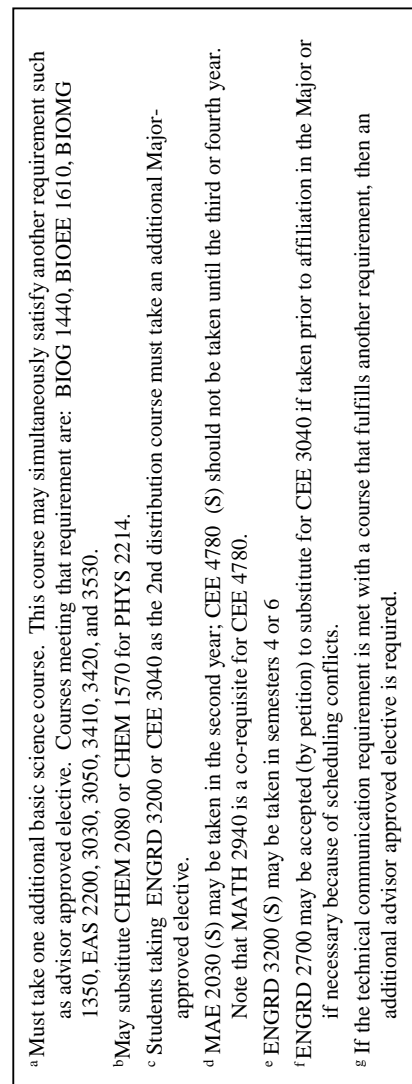 a Must take one additional basic science course.  This course may simultaneously satisfy another requirement such
as advisor approved elective.  Courses meeting that requirement are:  BIOG 1440, BIOEE 1610, BIOMG
1350, EAS 2200, 3030, 3050, 3410, 3420, and 3530.
b May substitute CHEM 2080 or CHEM 1570 for PHYS 2214.
c Students taking  ENGRD 3200 or CEE 3040 as the 2nd distribution course must take an additional Major-
approved elective.
d MAE 2030 (S) may be taken in the second year; CEE 4780  (S) should not be taken until the third or fourth year.
Note that MATH 2940 is a co-requisite for CEE 4780.
e ENGRD 3200 (S) may be taken in semesters 4 or 6
f ENGRD 2700 may be accepted (by petition) to substitute for CEE 3040 if taken prior to affiliation in the Major or
if necessary because of scheduling conflicts.
g If the technical communication requirement is met with a course that fulfills another requirement, then an
additional advisor approved elective is required.